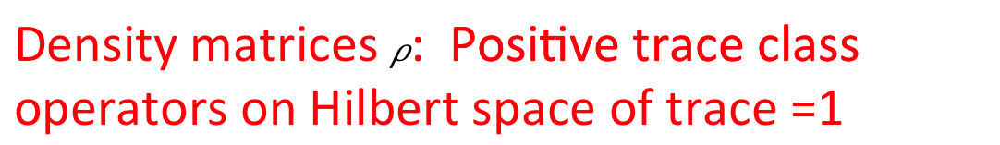 Density matrices ρ: Positive trace class
operators on Hilbert space of trace =1